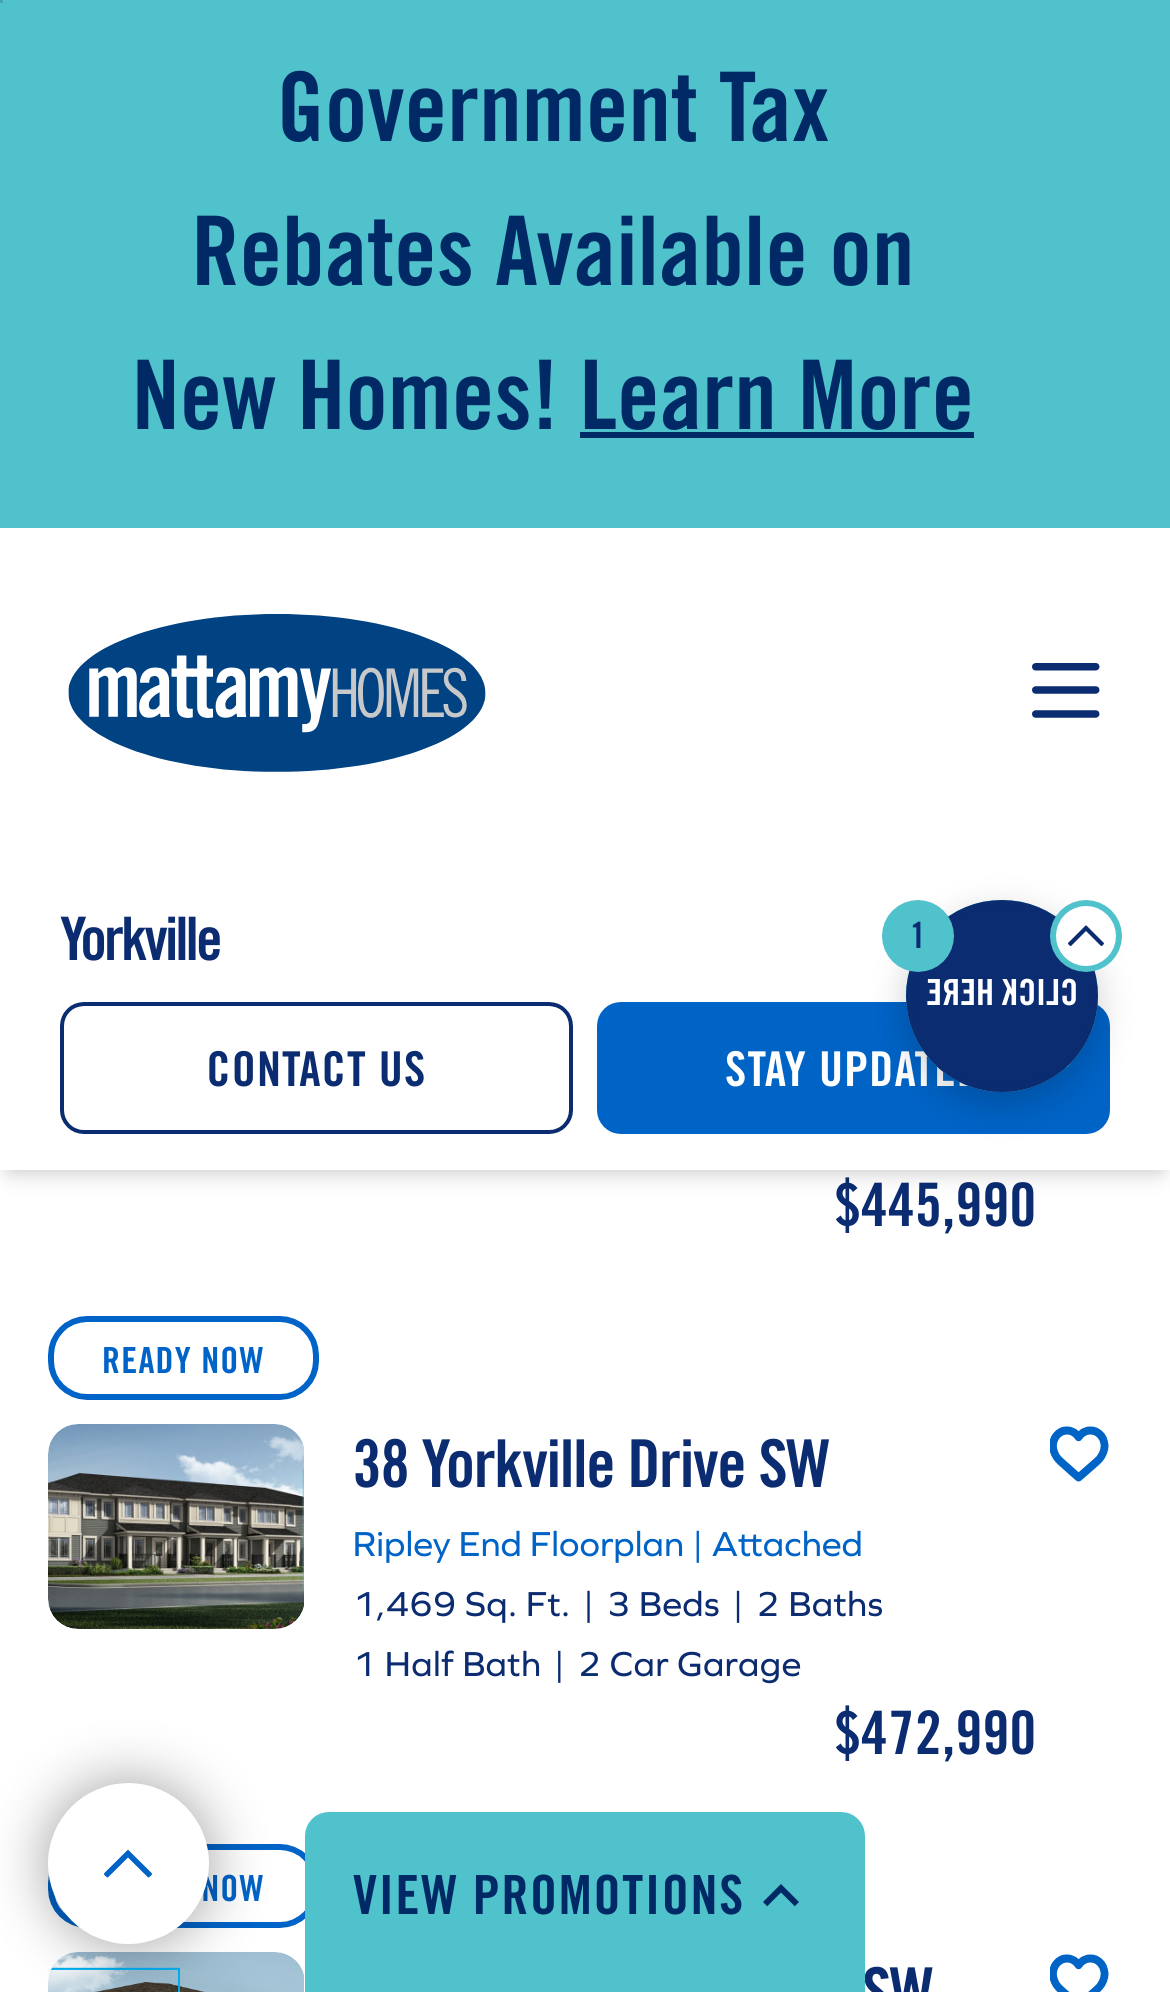 Government Tax
Rebates Available on
New Homes! Learn More
mattamyHOMES
Yorkville
1
CLICK HERE
CONTACT US
STAY UPDATE
$445,990
READY NOW
38 Yorkville Drive SW
Ripley End Floorplan | Attached
1,469 Sq. Ft. | 3 Beds | 2 Baths
1 Half Bath | 2 Car Garage
$472,990
NOW
VIEW PROMOTIONS
SW